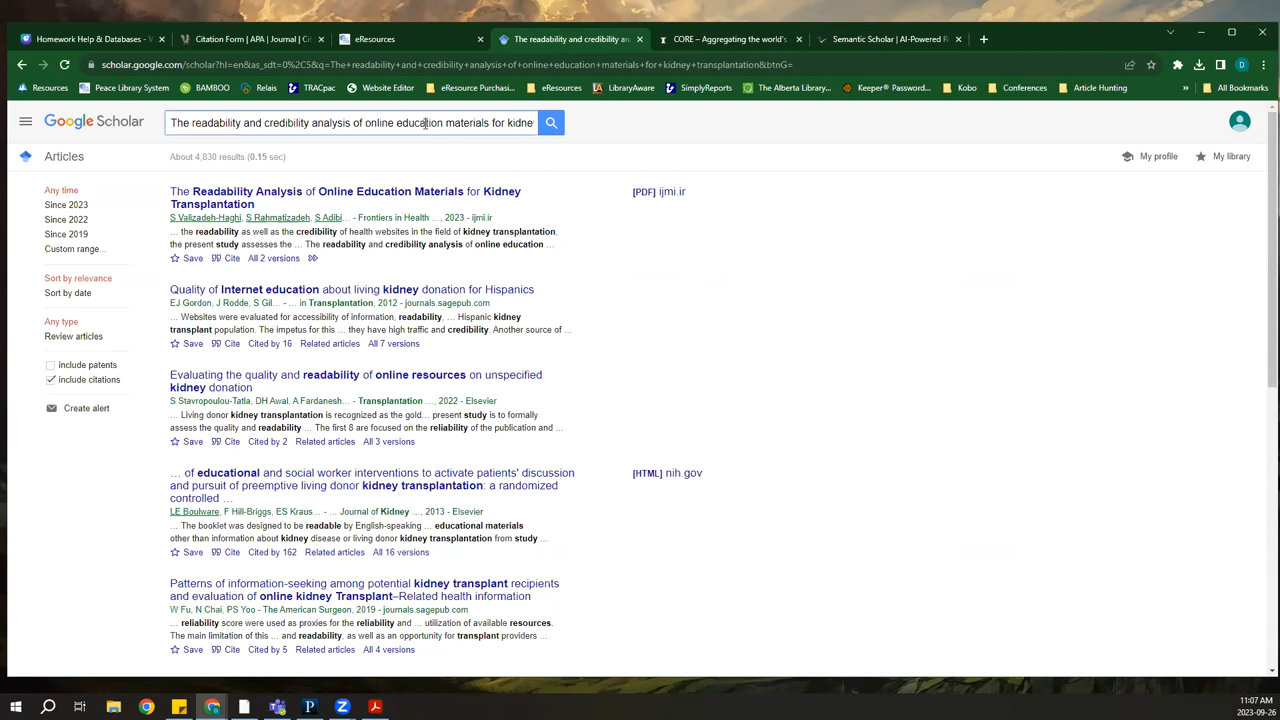 Homework Help & Databases - W
Citation Form | APA | Journal | Ci
eResources
The readability and credibility an
CORE – Aggregating the world's
Semantic Scholar | AI-Powered R
scholar.google.com/scholar?hl=en&as_sdt=0%2C5&q=The+readability+and+credibility+analysis+of+online+education+materials+for+kidney+transplantation&btnG=
Resources
Peace Library System
BAMBOO
Relais
TRACpac
Website Editor
eResource Purchasi...
eResources
LibraryAware
SimplyReports
The Alberta Library...
Keeper® Password...
Kobo
Conferences
Article Hunting
»
All Bookmarks
Google Scholar
The readability and credibility analysis of online education materials for kidne
Articles
About 4,830 results (0.15 sec)
My profile
My library
Any time
Since 2023
Since 2022
Since 2019
Custom range...
Sort by relevance
Sort by date
Any type
Review articles
include patents
include citations
Create alert
The Readability Analysis of Online Education Materials for Kidney
Transplantation
[PDF] ijmi.ir
S Valizadeh-Haghi, S Rahmatizadeh, S Adibi... - Frontiers in Health ..., 2023 - ijmi.ir
... the readability as well as the credibility of health websites in the field of kidney transplantation,
the present study assesses the ... The readability and credibility analysis of online education ...
Save Cite All 2 versions
Quality of Internet education about living kidney donation for Hispanics
EJ Gordon, J Rodde, S Gil... - ... in Transplantation, 2012 - journals.sagepub.com
... Websites were evaluated for accessibility of information, readability, ... Hispanic kidney
transplant population. The impetus for this ... they have high traffic and credibility. Another source of ...
Save Cite Cited by 16 Related articles All 7 versions
Evaluating the quality and readability of online resources on unspecified
kidney donation
S Stavropoulou-Tatla, DH Awal, A Fardanesh... - Transplantation ..., 2022 - Elsevier
... Living donor kidney transplantation is recognized as the gold... present study is to formally
assess the quality and readability ... The first 8 are focused on the reliability of the publication and ...
Save Cite Cited by 2 Related articles All 3 versions
... of educational and social worker interventions to activate patients' discussion
and pursuit of preemptive living donor kidney transplantation: a randomized
controlled ...
[HTML] nih.gov
LE Boulware, F Hill-Briggs, ES Kraus... - ... Journal of Kidney ..., 2013 - Elsevier
... The booklet was designed to be readable by English-speaking ... educational materials
other than information about kidney disease or living donor kidney transplantation from study ...
Save Cite Cited by 162 Related articles All 16 versions
Patterns of information-seeking among potential kidney transplant recipients
and evaluation of online kidney Transplant–Related health information
W Fu, N Chai, PS Yoo - The American Surgeon, 2019 - journals.sagepub.com
... reliability score were used as proxies for the reliability and ... utilization of available resources.
The main limitation of this ... and readability, as well as an opportunity for transplant providers ...
Save Cite Cited by 5 Related articles All 4 versions
11:07 AM
2023-09-26